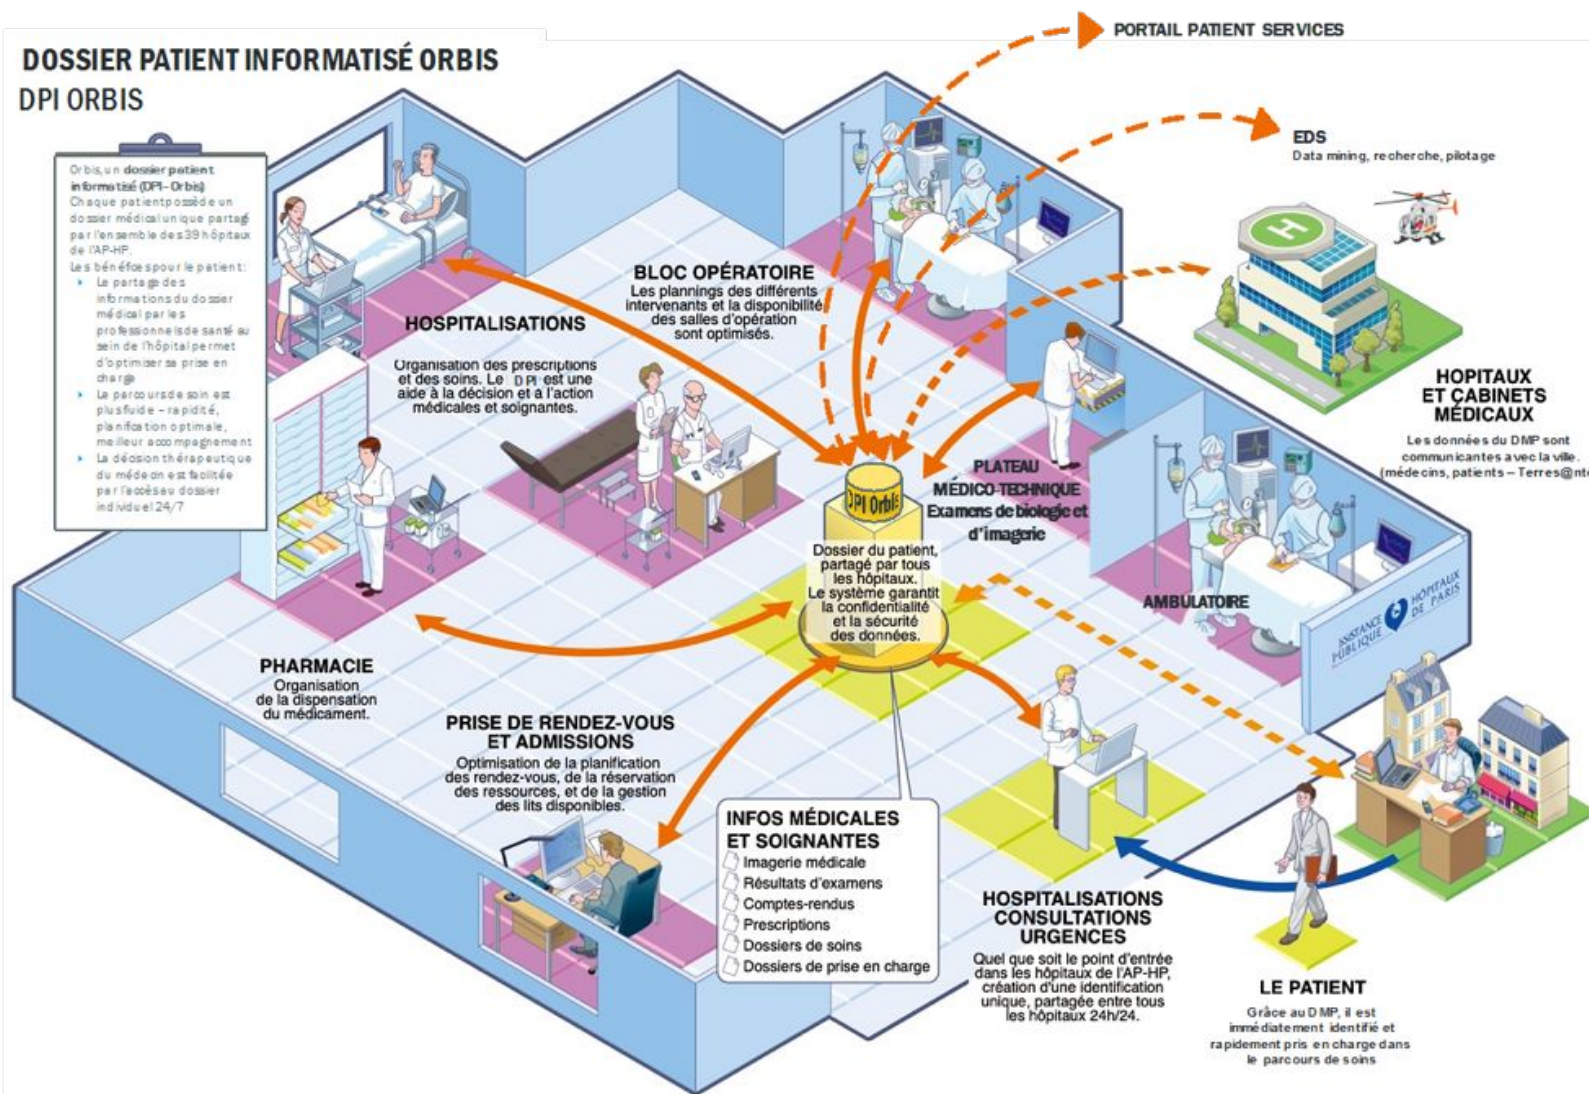 DOSSIER PATIENT INFORMATISÉ ORBIS
DPI ORBIS
Orbis, un dossier patient
informatisé (DPI-Orbis)
Chaque patient possède un
dossier médical unique partagé
par l'ensemble des 39 hôpitaux
de l'AP-HP.
Les bénéfices pour le patient:
Le partage des
informations du dossier
médical par les
professionnels de santé au
sein de l'hôpital permet
d'optimiser sa prise en
charge
Le parcours de soin est
plus fluide – rapidité,
planification optimale,
meilleur accompagnement
La décision thérapeutique
du médecin est facilitée
par l'accès au dossier
individuel 24/7
PORTAIL PATIENT SERVICES
EDS
Data mining, recherche, pilotage
BLOC OPÉRATOIRE
Les plannings des différents
intervenants et la disponibilité
des salles d'opération
sont optimisés.
HOSPITALISATIONS
Organisation des prescriptions
et des soins. Le DPI est une
aide à la décision et à l'action
médicales et soignantes.
H
HOPITAUX
ET CABINETS
MÉDICAUX
Les données du DMP sont
communicantes avec la ville.
(médecins, patients – Terres@nté
PLATEAU
MÉDICO TECHNIQUE
Examens de biologie et
d'imagerie
DPI Orbis
Dossier du patient,
partagé par tous
les hôpitaux.
Le système garantit
la confidentialité
et la sécurité
des données.
AMBULATOIRE
ASSISTANCE
PUBLIQUE
HÔPITAUX
DE PARIS
PHARMACIE
Organisation
de la dispensation
du médicament.
PRISE DE RENDEZ-VOUS
ET ADMISSIONS
Optimisation de la planification
des rendez-vous, de la réservation
des ressources, et de la gestion
des lits disponibles.
INFOS MÉDICALES
ET SOIGNANTES
Imagerie médicale
Résultats d'examens
Comptes-rendus
Prescriptions
Dossiers de soins
Dossiers de prise en charge
HOSPITALISATIONS
CONSULTATIONS
URGENCES
Quel que soit le point d'entrée
dans les hôpitaux de l'AP-HP,
création d'une identification
unique, partagée entre tous
les hôpitaux 24h/24.
LE PATIENT
Grâce au DMP, il est
immédiatement identifié et
rapidement pris en charge dans
le parcours de soins